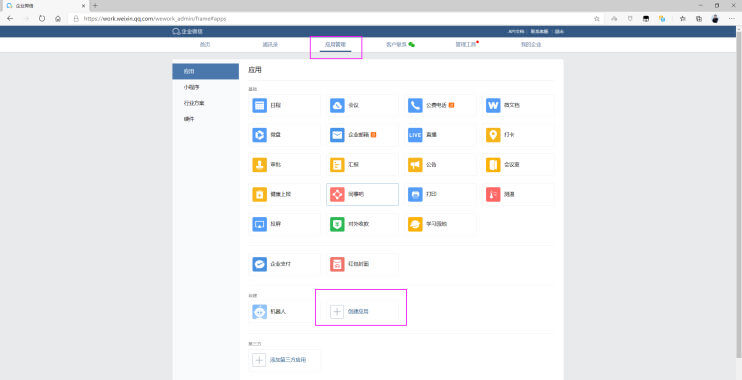 企业微信
https://work.weixin.qq.com/wework_admin/frame#apps
企业微信
API文档 联系客服 退出
首页 通讯录 应用管理 客户联系 管理工具 我的企业
应用
小程序
行业方案
硬件
应用
基础
日程 会议 公费电话 微文档
微盘 企业邮箱 LIVE 直播 打卡
审批 汇报 公告 会议室
健康上报 同事吧 打印 测温
投屏 对外收款 学习园地
企业支付 红包封面
自建
机器人 创建应用
第三方
添加第三方应用